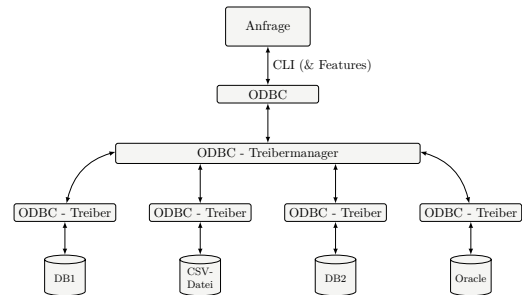 Anfrage
CLI (& Features)
ODBC
ODBC - Treibermanager
ODBC - Treiber
ODBC - Treiber
ODBC - Treiber
ODBC - Treiber
DB1
CSV-
Datei
DB2
Oracle